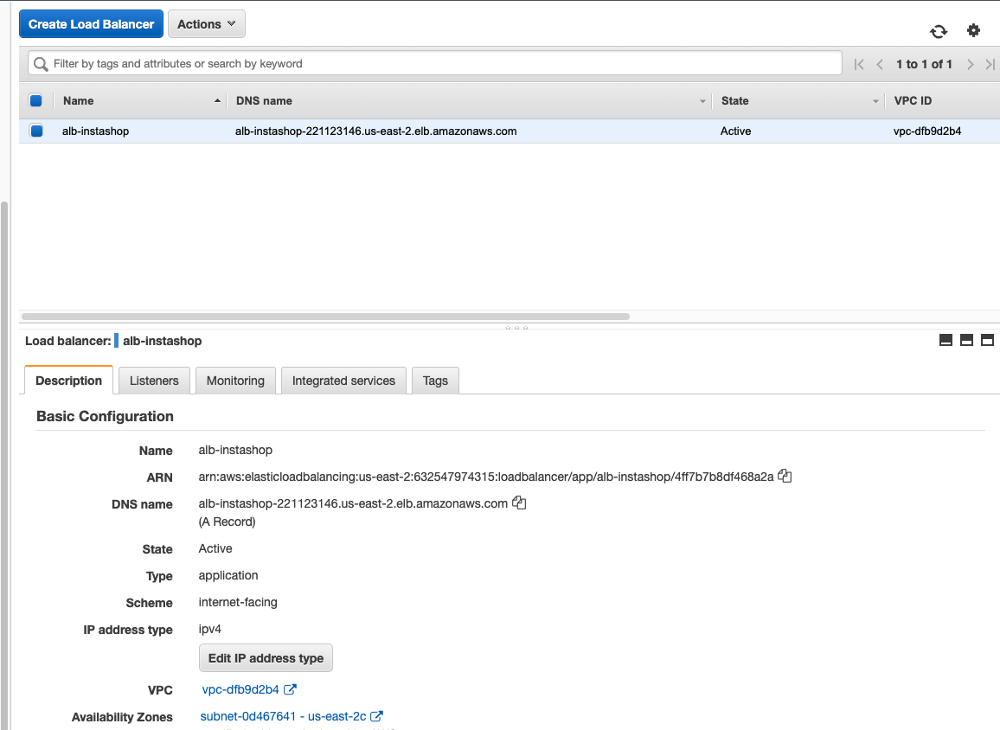 Create Load Balancer Actions
Filter by tags and attributes or search by keyword 1 to 1 of 1
Name DNS name State VPC ID
alb-instashop alb-instashop-221123146.us-east-2.elb.amazonaws.com Active vpc-dfb9d2b4
Load balancer: alb-instashop
Description Listeners Monitoring Integrated services Tags
Basic Configuration
Name alb-instashop
ARN arn:aws:elasticloadbalancing:us-east-2:632547974315:loadbalancer/app/alb-instashop/4ff7b7b8df468a2a
DNS name alb-instashop-221123146.us-east-2.elb.amazonaws.com
(A Record)
State Active
Type application
Scheme internet-facing
IP address type ipv4
Edit IP address type
VPC vpc-dfb9d2b4
Availability Zones subnet-0d467641 - us-east-2c